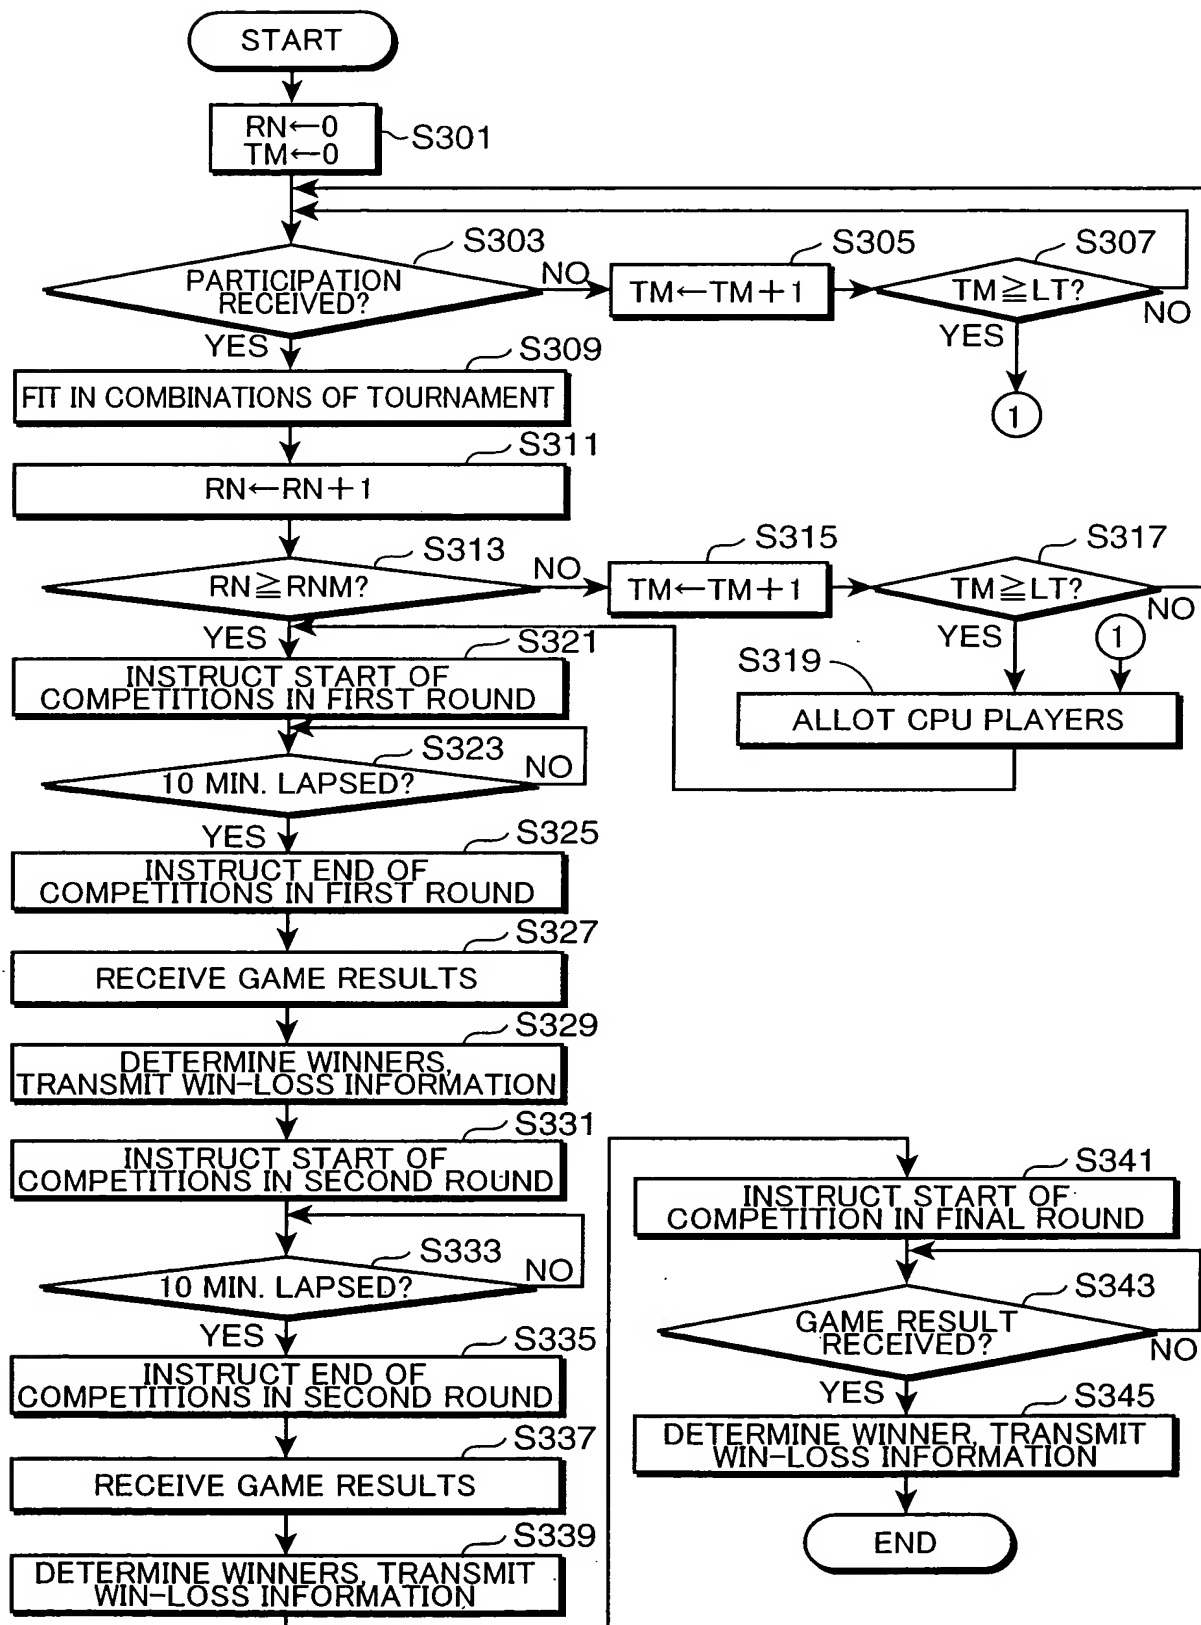 START
RN←0
TM←0
S301
S303
PARTICIPATION
RECEIVED?
NO
YES
S305
TM←TM+1
S307
TM≧LT?
NO
YES
1
S309
FIT IN COMBINATIONS OF TOURNAMENT
S311
RN←RN+1
S313
RN≧RNM?
NO
YES
S315
TM←TM+1
S317
TM≧LT?
NO
YES
1
S319
ALLOT CPU PLAYERS
S321
INSTRUCT START OF
COMPETITIONS IN FIRST ROUND
S323
10 MIN. LAPSED?
NO
YES
S325
INSTRUCT END OF
COMPETITIONS IN FIRST ROUND
S327
RECEIVE GAME RESULTS
S329
DETERMINE WINNERS,
TRANSMIT WIN-LOSS INFORMATION
S331
INSTRUCT START OF
COMPETITIONS IN SECOND ROUND
S333
10 MIN. LAPSED?
NO
YES
S335
INSTRUCT END OF
COMPETITIONS IN SECOND ROUND
S337
RECEIVE GAME RESULTS
S339
DETERMINE WINNERS, TRANSMIT
WIN-LOSS INFORMATION
S341
INSTRUCT START OF
COMPETITION IN FINAL ROUND
S343
GAME RESULT
RECEIVED?
NO
YES
S345
DETERMINE WINNER, TRANSMIT
WIN-LOSS INFORMATION
END